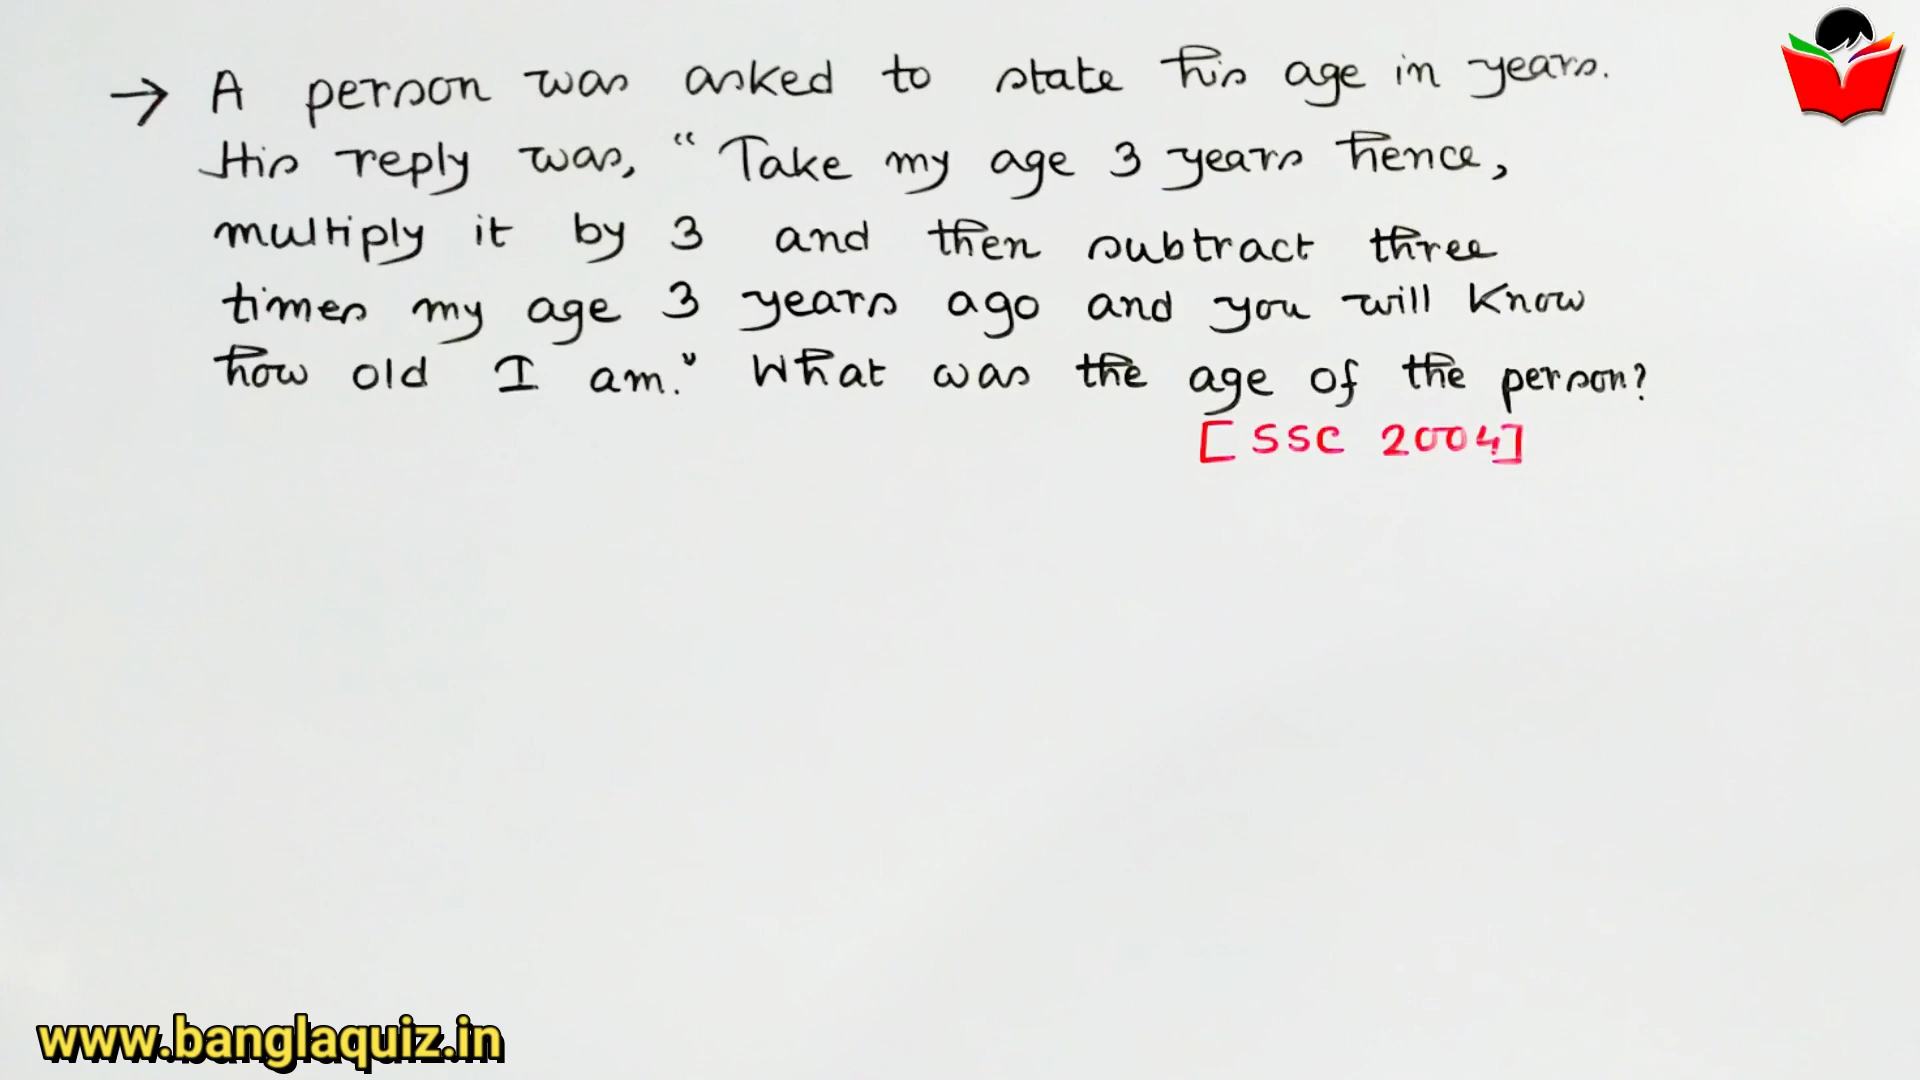 → A person was asked to state his age in years.
His reply was, "Take my age 3 years hence,
multiply it by 3 and then subtract three
times my age 3 years ago and you will know
how old I am." What was the age of the person?
[SSC 2004]
www.banglaquiz.in